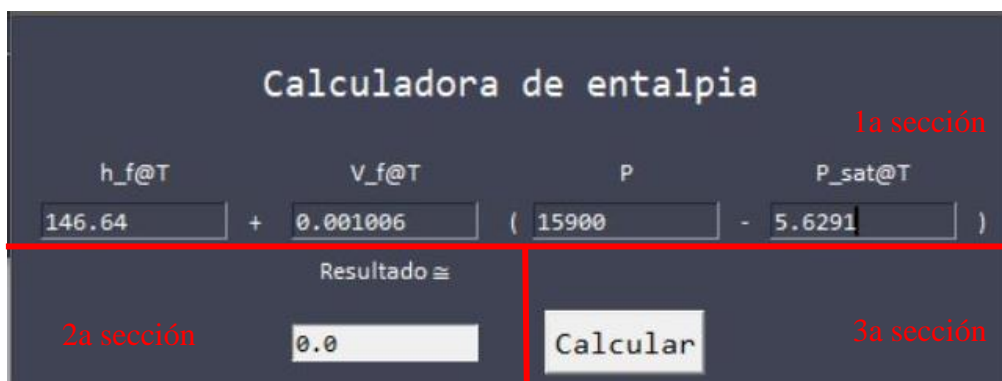 Calculadora de entalpia
1a sección
h_f@T V_f@T P P_sat@T
146.64 + 0.001006 ( 15900 - 5.6291 )
Resultado ≅
2a sección 0.0 Calcular 3a sección